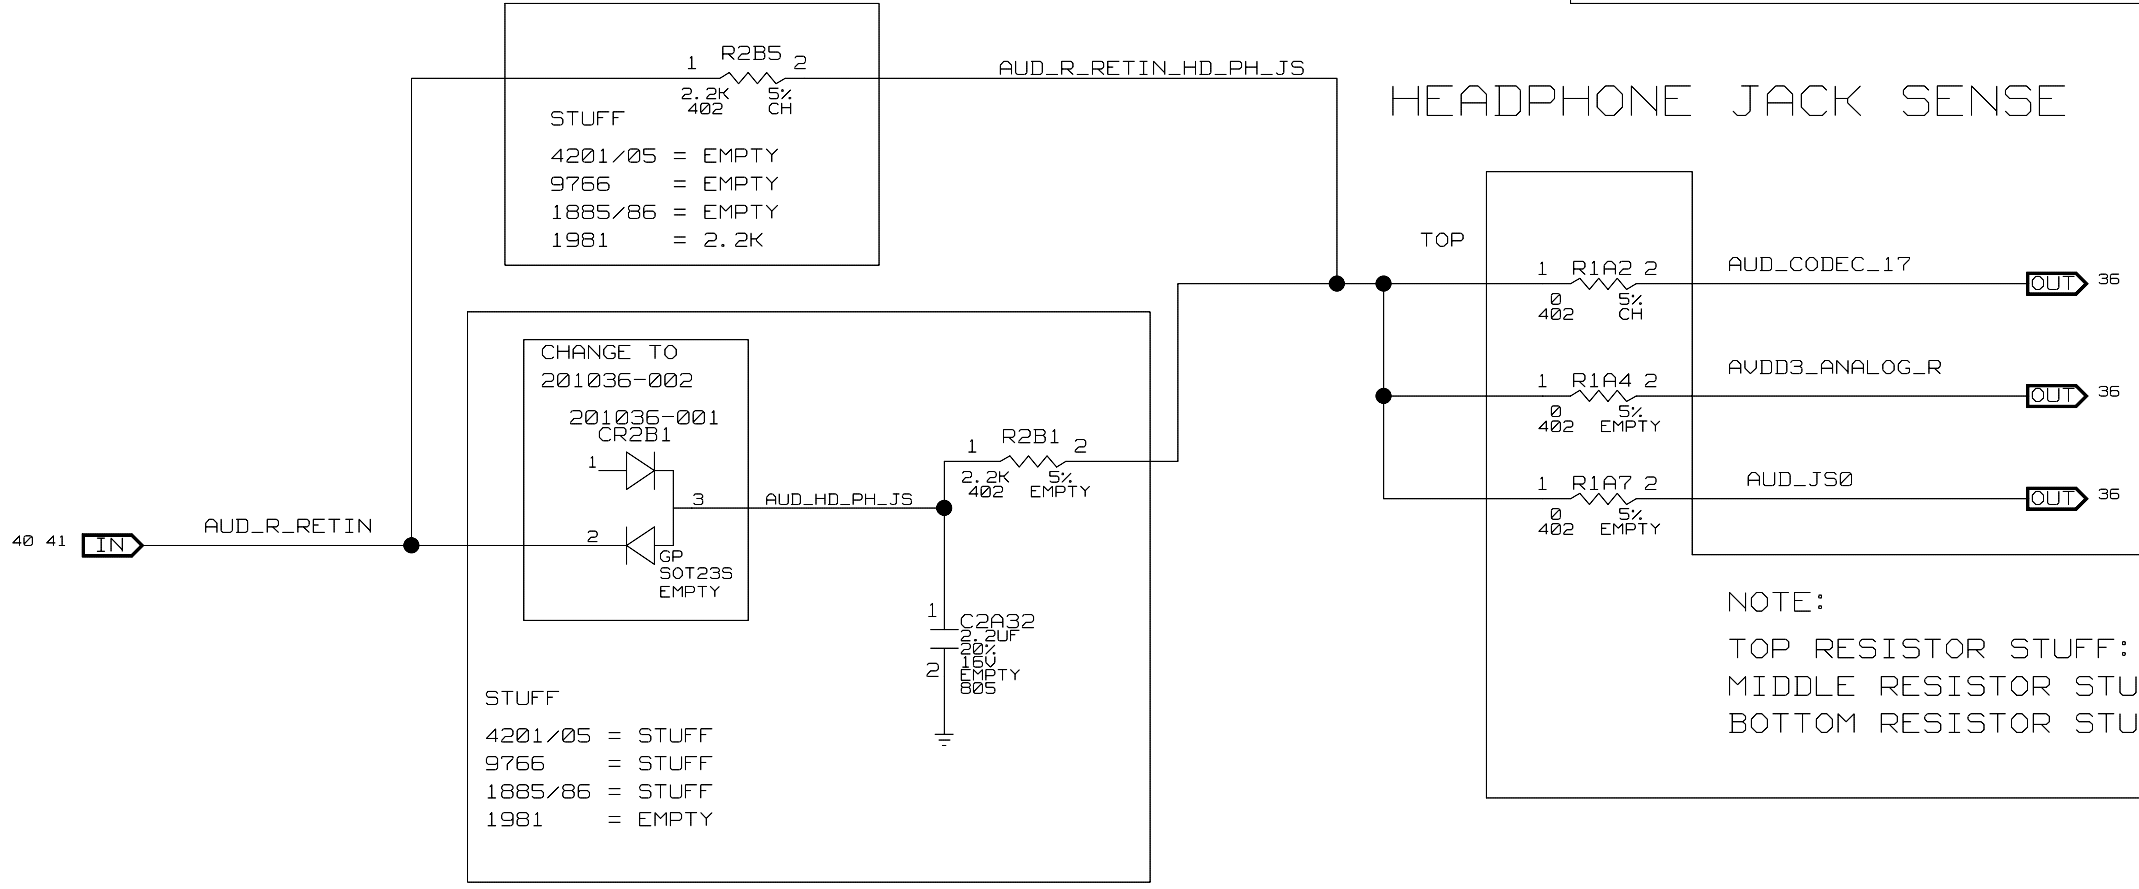 R2B5
1 2
2.2K 5%
402 CH
AUD_R_RETIN_HD_PH_JS
STUFF
4201/05 = EMPTY
9766 = EMPTY
1885/86 = EMPTY
1981 = 2.2K
HEADPHONE JACK SENSE
TOP
1 R1A2 2
0 5%
402 CH
AUD_CODEC_17
OUT 36
1 R1A4 2
0 5%
402 EMPTY
AVDD3_ANALOG_R
OUT 36
1 R1A7 2
0 5%
402 EMPTY
AUD_JS0
OUT 36
CHANGE TO
201036-002
201036-001
CR2B1
1
3
2
GP
SOT23S
EMPTY
AUD_HD_PH_JS
1 R2B1 2
2.2K 5%
402 EMPTY
40 41 IN
AUD_R_RETIN
1
C2A32
2.2UF
20%
16V
EMPTY
805
2
STUFF
4201/05 = STUFF
9766 = STUFF
1885/86 = STUFF
1981 = EMPTY
NOTE:
TOP RESISTOR STUFF:
MIDDLE RESISTOR STU
BOTTOM RESISTOR STU